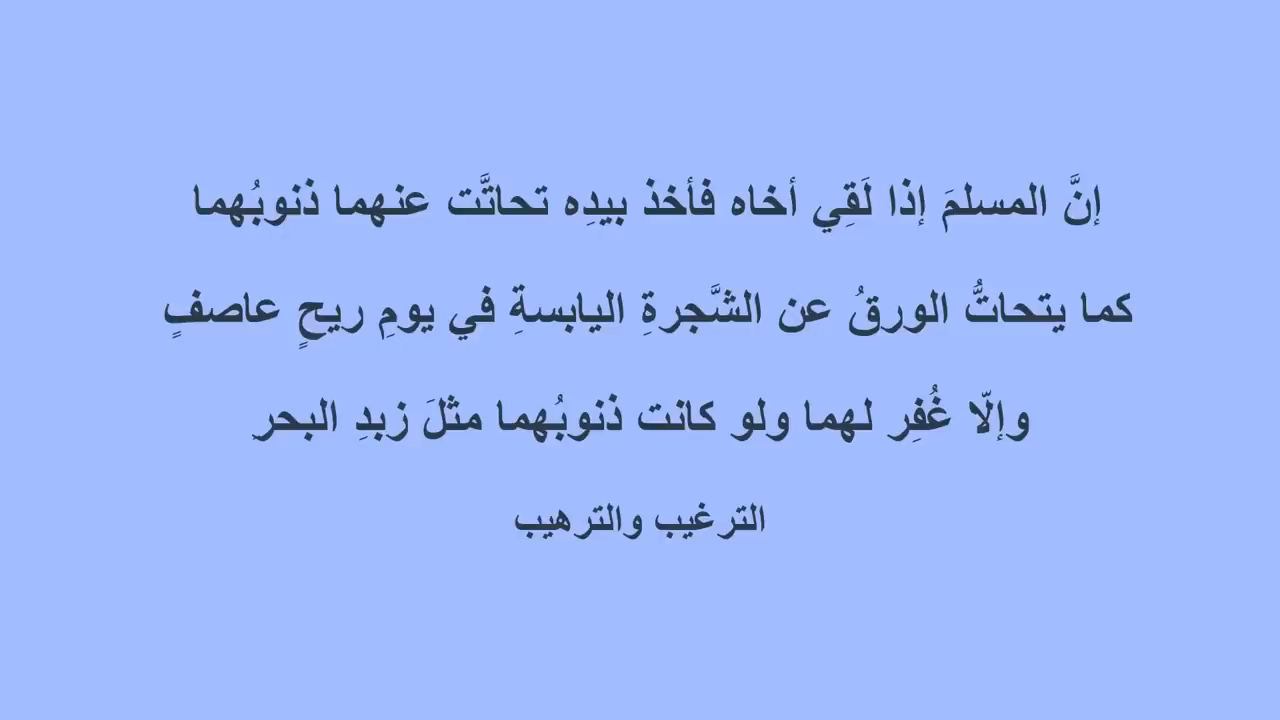 إنَّ المسلمَ إذا لَقِي أخاه فأخذ بيدِه تحاتَّت عنهما ذنوبُهما
كما يتحاتُّ الورقُ عن الشَّجرةِ اليابسةِ في يومِ ريحٍ عاصفٍ
وإلّا غُفِر لهما ولو كانت ذنوبُهما مثلَ زبدِ البحرِ
الترغيب والترهيب